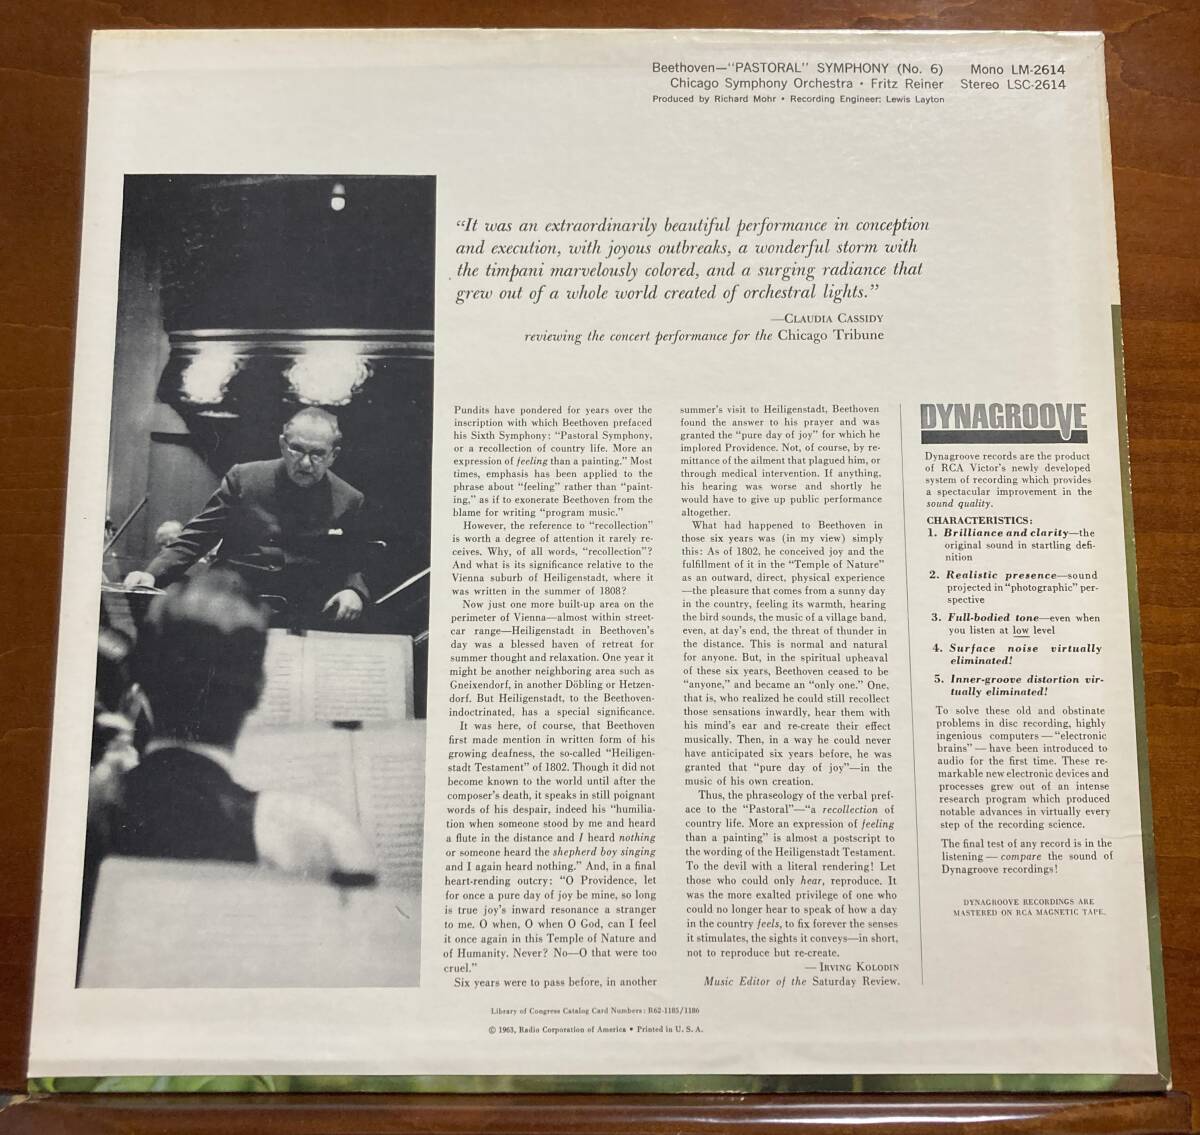 Beethoven—"PASTORAL" SYMPHONY (No. 6) Mono LM-2614
Chicago Symphony Orchestra · Fritz Reiner Stereo LSC-2614
Produced by Richard Mohr • Recording Engineer: Lewis Layton
"It was an extraordinarily beautiful performance in conception
and execution, with joyous outbreaks, a wonderful storm with
the timpani marvelously colored, and a surging radiance that
grew out of a whole world created of orchestral lights."
—CLAUDIA CASSIDY
reviewing the concert performance for the Chicago Tribune
Pundits have pondered for years over the
inscription with which Beethoven prefaced
his Sixth Symphony: "Pastoral Symphony,
or a recollection of country life. More an
expression of feeling than a painting." Most
times, emphasis has been applied to the
phrase about "feeling" rather than "paint-
ing," as if to exonerate Beethoven from the
blame for writing "program music."
However, the reference to "recollection"
is worth a degree of attention it rarely re-
ceives. Why, of all words, "recollection"?
And what is its significance relative to the
Vienna suburb of Heiligenstadt, where it
was written in the summer of 1808?
Now just one more built-up area on the
perimeter of Vienna—almost within street-
car range—Heiligenstadt in Beethoven's
day was a blessed haven of retreat for
summer thought and relaxation. One year it
might be another neighboring area such as
Gneixendorf, in another Döbling or Hetzen-
dorf. But Heiligenstadt, to the Beethoven-
indoctrinated, has a special significance.
It was here, of course, that Beethoven
first made mention in written form of his
growing deafness, the so-called "Heiligen-
stadt Testament" of 1802. Though it did not
become known to the world until after the
composer's death, it speaks in still poignant
words of his despair, indeed his "humilia-
tion when someone stood by me and heard
a flute in the distance and I heard nothing
or someone heard the shepherd boy singing
and I again heard nothing." And, in a final
heart-rending outcry: "O Providence, let
for once a pure day of joy be mine, so long
is true joy's inward resonance a stranger
to me. O when, O when O God, can I feel
it once again in this Temple of Nature and
of Humanity. Never? No—O that were too
cruel."
Six years were to pass before, in another
summer's visit to Heiligenstadt, Beethoven
found the answer to his prayer and was
granted the "pure day of joy" for which he
implored Providence. Not, of course, by re-
mittance of the ailment that plagued him, or
through medical intervention. If anything,
his hearing was worse and shortly he
would have to give up public performance
altogether.
What had happened to Beethoven in
those six years was (in my view) simply
this: As of 1802, he conceived joy and the
fulfillment of it in the "Temple of Nature"
as an outward, direct, physical experience
—the pleasure that comes from a sunny day
in the country, feeling its warmth, hearing
the bird sounds, the music of a village band,
even, at day's end, the threat of thunder in
the distance. This is normal and natural
for anyone. But, in the spiritual upheaval
of these six years, Beethoven ceased to be
"anyone," and became an "only one." One,
that is, who realized he could still recollect
those sensations inwardly, hear them with
his mind's ear and re-create their effect
musically. Then, in a way he could never
have anticipated six years before, he was
granted that "pure day of joy"—in the
music of his own creation.
Thus, the phraseology of the verbal pref-
ace to the "Pastoral"—"a recollection of
country life. More an expression of feeling
than a painting" is almost a postscript to
the wording of the Heiligenstadt Testament.
To the devil with a literal rendering! Let
those who could only hear, reproduce. It
was the more exalted privilege of one who
could no longer hear to speak of how a day
in the country feels, to fix forever the senses
it stimulates, the sights it conveys—in short,
not to reproduce but re-create.
—IRVING KOLODIN
Music Editor of the Saturday Review.
DYNAGROOVE
Dynagroove records are the product
of RCA Victor's newly developed
system of recording which provides
a spectacular improvement in the
sound quality.
CHARACTERISTICS:
1. Brilliance and clarity—the
original sound in startling defi-
nition
2. Realistic presence—sound
projected in "photographic" per-
spective
3. Full-bodied tone—even when
you listen at low level
4. Surface noise virtually
eliminated!
5. Inner-groove distortion vir-
tually eliminated!
To solve these old and obstinate
problems in disc recording, highly
ingenious computers — "electronic
brains" — have been introduced to
audio for the first time. These re-
markable new electronic devices and
processes grew out of an intense
research program which produced
notable advances in virtually every
step of the recording science.
The final test of any record is in the
listening — compare the sound of
Dynagroove recordings!
DYNAGROOVE RECORDINGS ARE
MASTERED ON RCA MAGNETIC TAPE.
Library of Congress Catalog Card Numbers: R62-1185/1186
© 1963, Radio Corporation of America • Printed in U. S. A.